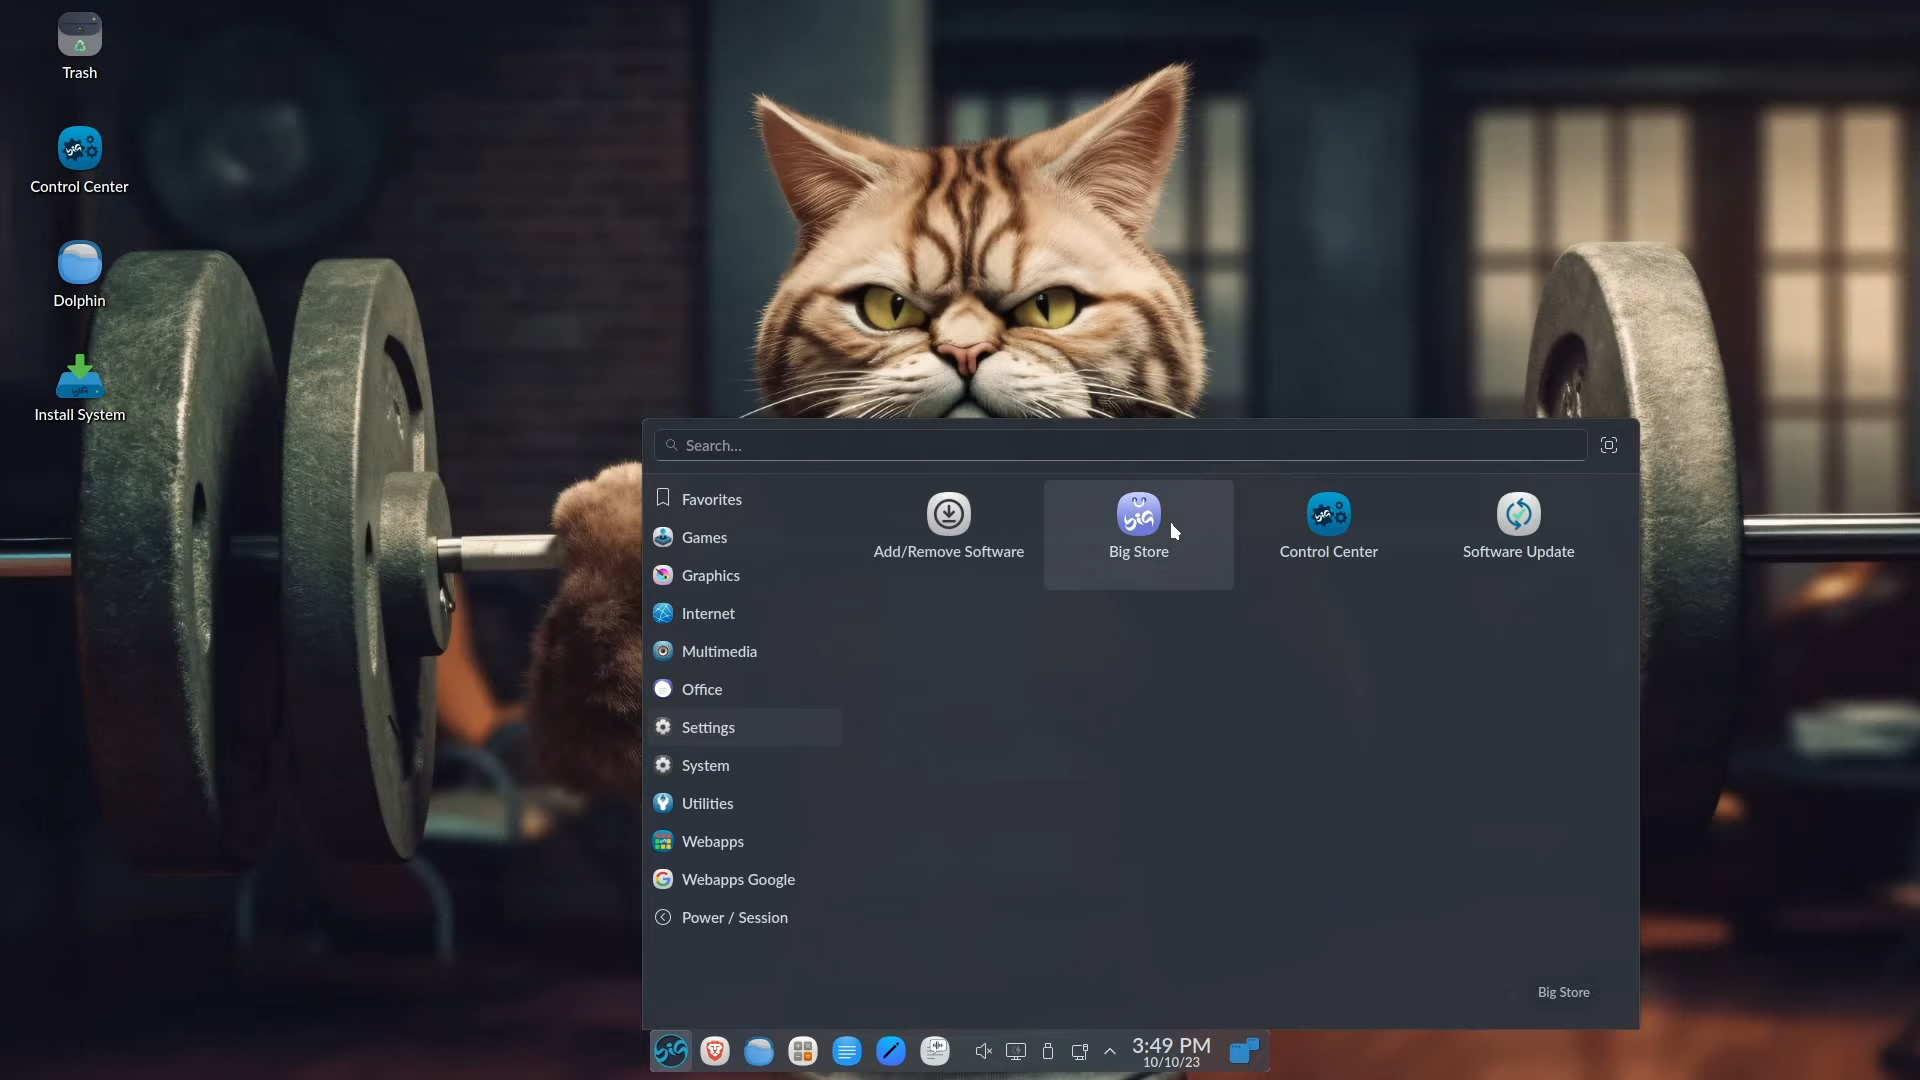 Trash
Control Center
Dolphin
Install System
Search...
Favorites
Games
Graphics
Internet
Multimedia
Office
Settings
System
Utilities
Webapps
Webapps Google
Power / Session
Add/Remove Software
Big Store
Control Center
Software Update
Big Store
big
3:49 PM
10/10/23